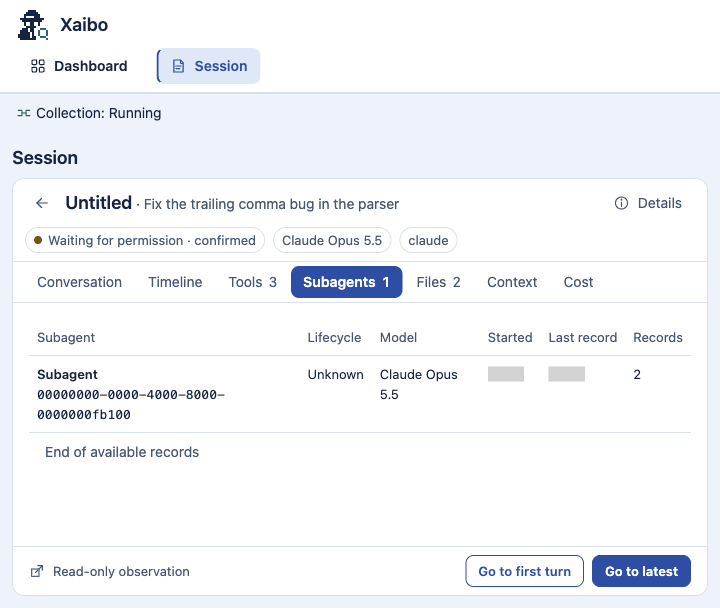 Xaibo
Dashboard
Session
Collection: Running
Session
Untitled · Fix the trailing comma bug in the parser
Details
Waiting for permission · confirmed
Claude Opus 5.5
claude
Conversation
Timeline
Tools 3
Subagents 1
Files 2
Context
Cost
Subagent
Lifecycle
Model
Started
Last record
Records
Subagent
00000000-0000-4000-8000-
0000000fb100
Unknown
Claude Opus
5.5
2
End of available records
Read-only observation
Go to first turn
Go to latest